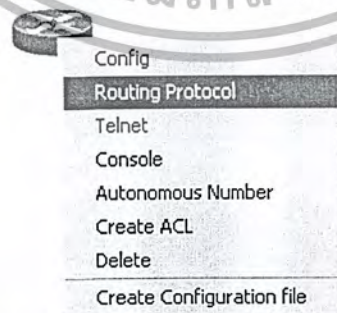 Config
Routing Protocol
Telnet
Console
Autonomous Number
Create ACL
Delete
Create Configuration file